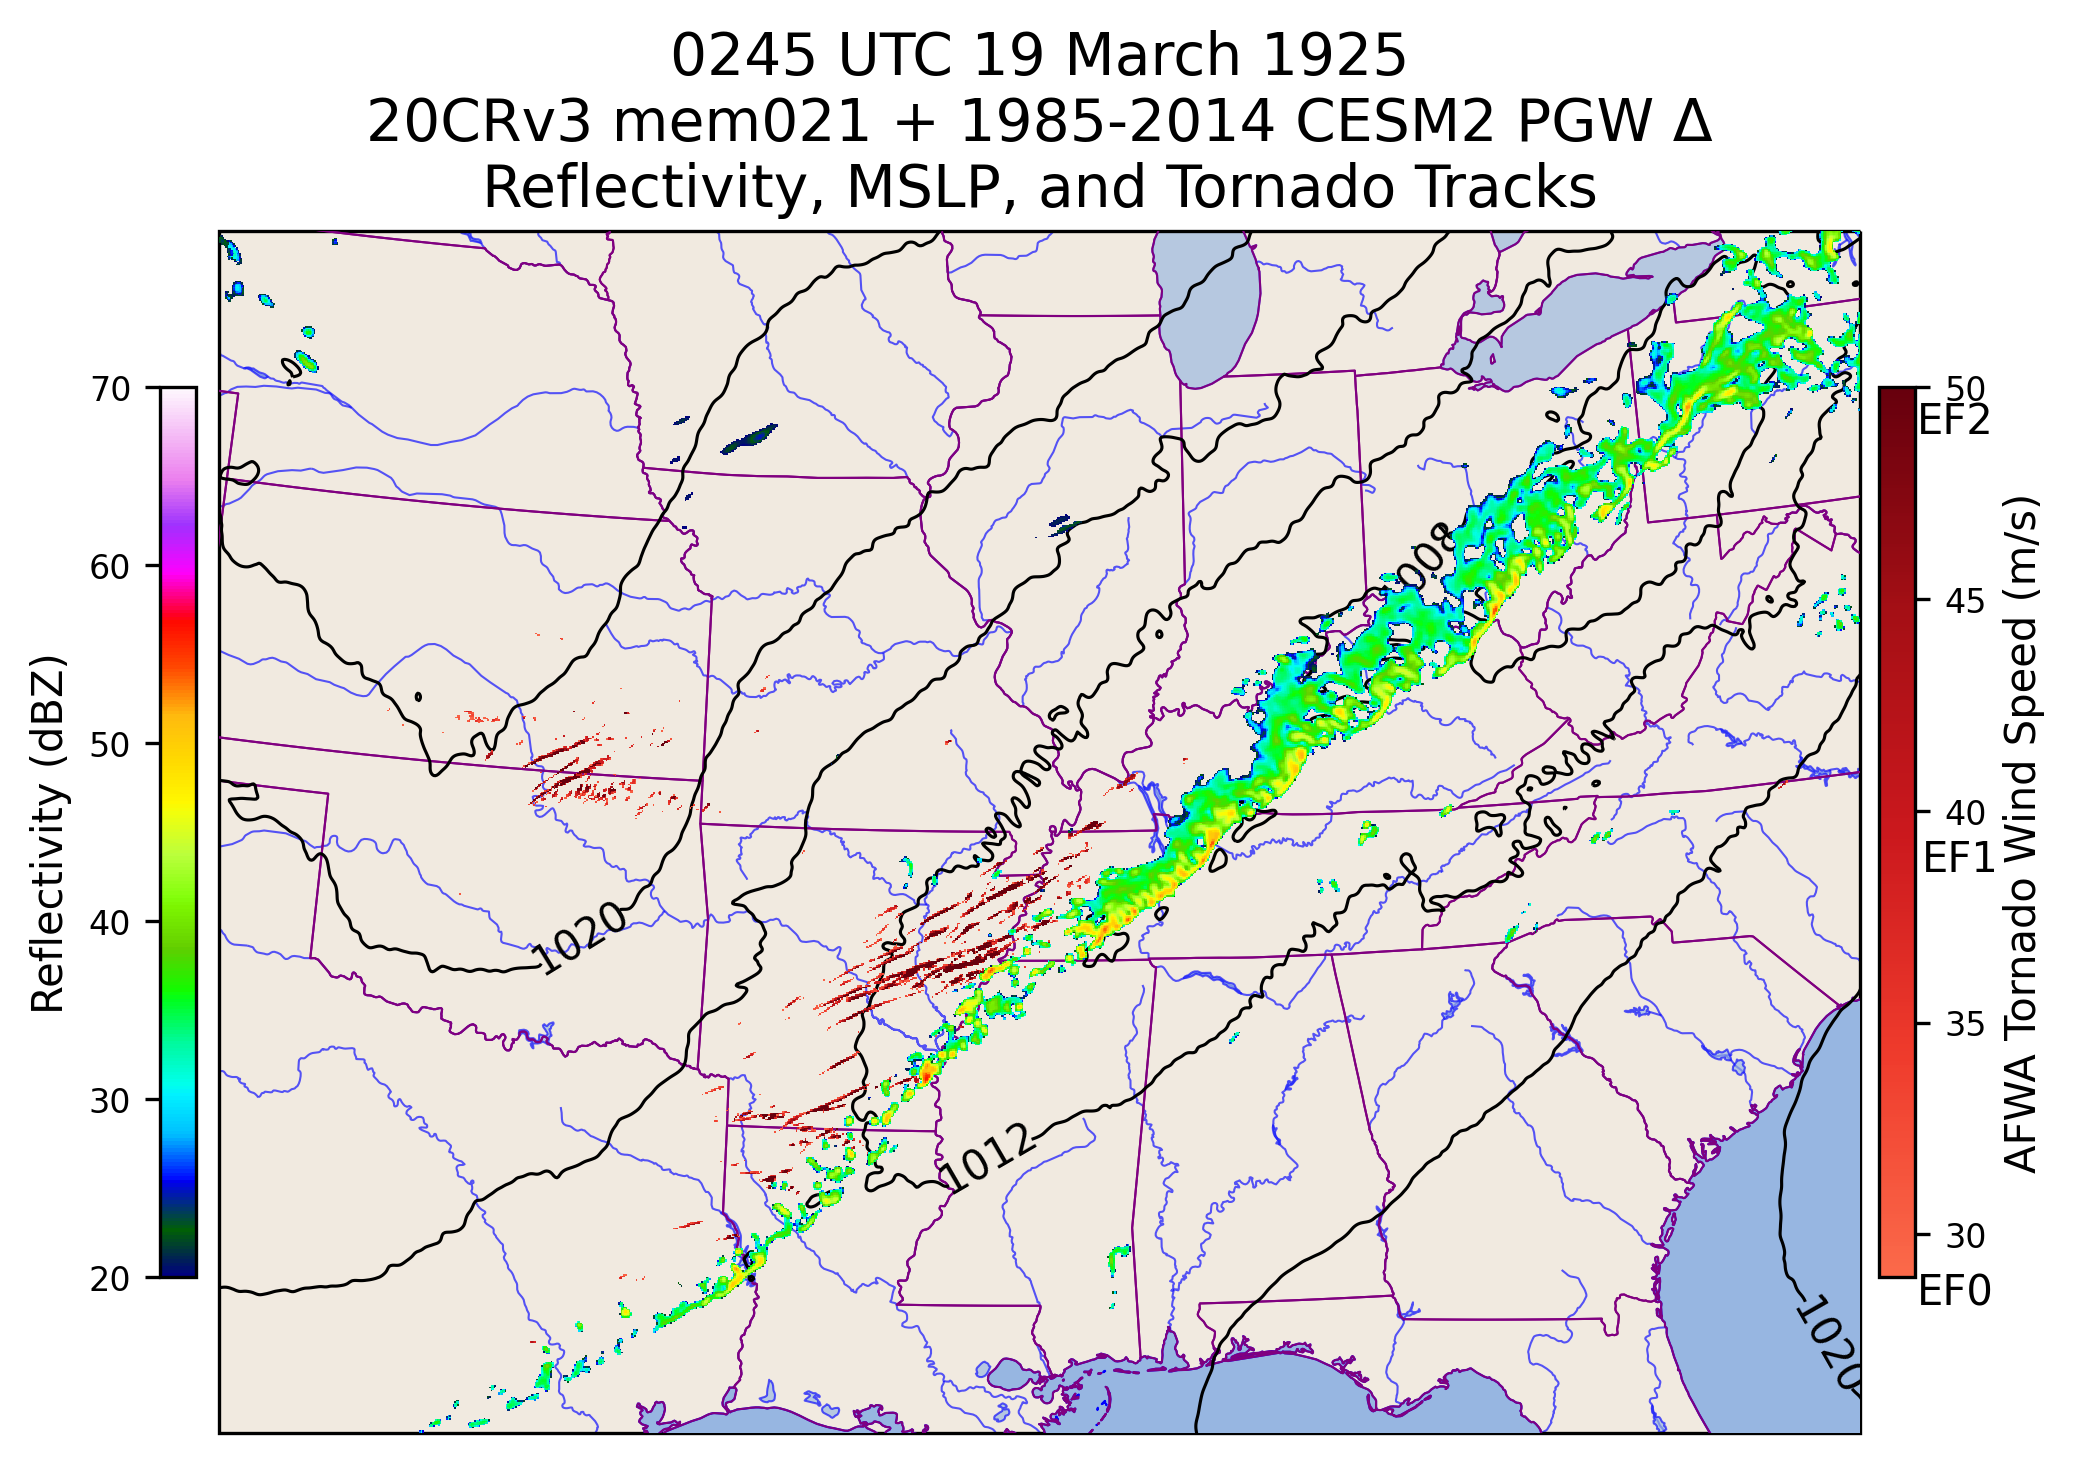 0245 UTC 19 March 1925
20CRv3 mem021 + 1985-2014 CESM2 PGW Δ
Reflectivity, MSLP, and Tornado Tracks
Reflectivity (dBZ)
70
60
50
40
30
20
1020
1012
1020
50
EF2
45
40
EF1
35
30
EF0
AFWA Tornado Wind Speed (m/s)